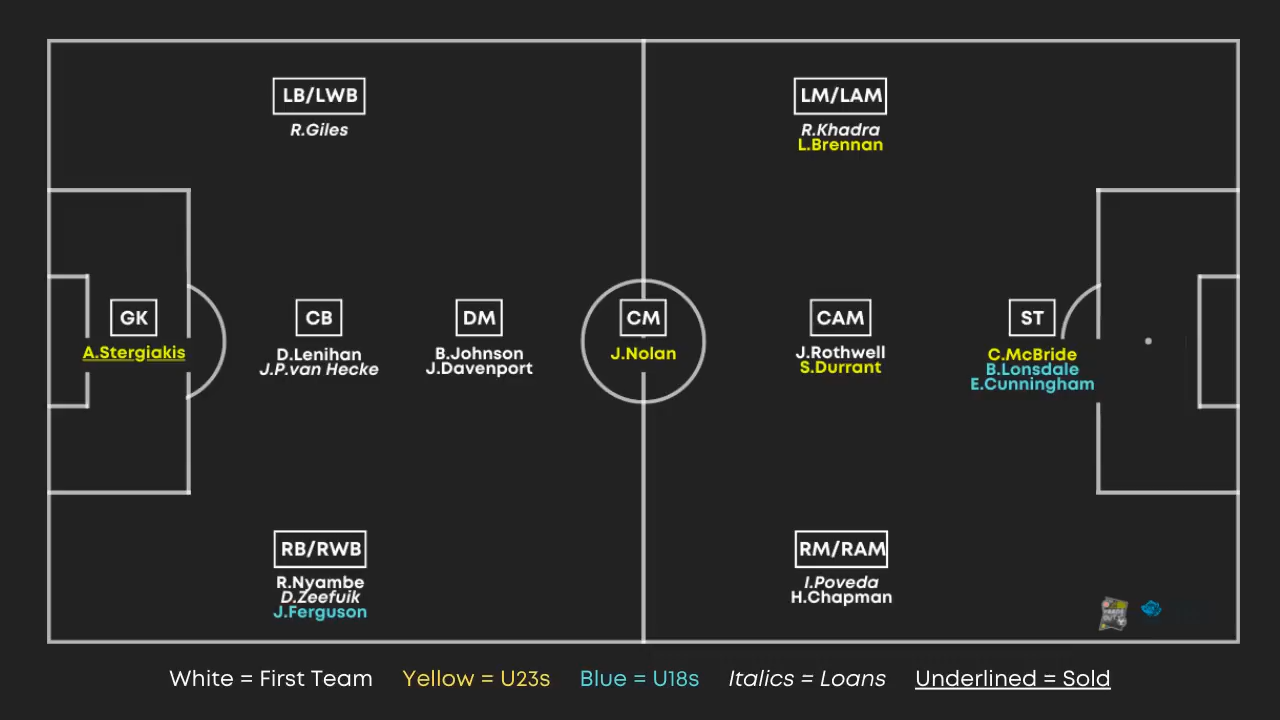 LB/LWB
R.Giles
LM/LAM
R.Khadra
L.Brennan
GK
A.Stergiakis
CB
D.Lenihan
J.P.van Hecke
DM
B.Johnson
J.Davenport
CM
J.Nolan
CAM
J.Rothwell
S.Durrant
ST
C.McBride
B.Lonsdale
E.Cunningham
RB/RWB
R.Nyambe
D.Zeefuik
J.Ferguson
RM/RAM
I.Poveda
H.Chapman
White = First Team Yellow = U23s Blue = U18s Italics = Loans Underlined = Sold